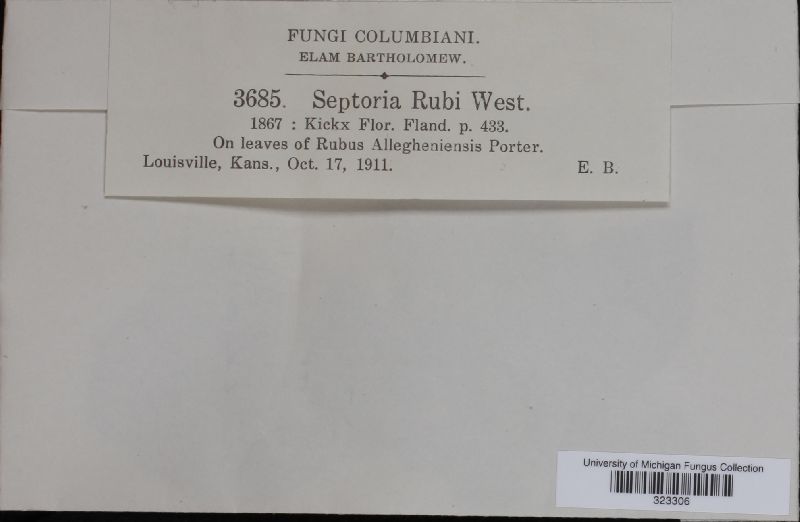 FUNGI COLUMBIANI.
ELAM BARTHOLOMEW.
3685. Septoria Rubi West.
1867 : Kickx Flor. Fland. p. 433.
On leaves of Rubus Allegheniensis Porter.
Louisville, Kans., Oct. 17, 1911. E. B.
University of Michigan Fungus Collection
323306